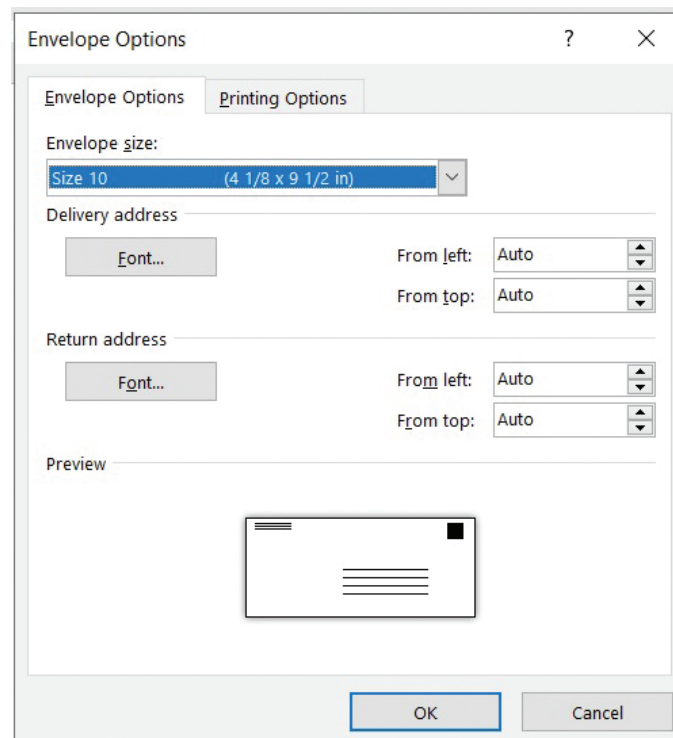 Envelope Options ?
Envelope Options Printing Options
Envelope size:
Size 10 (4 1/8 x 9 1/2 in)
Delivery address
Font... From left: Auto
From top: Auto
Return address
Font... From left: Auto
From top: Auto
Preview
OK Cancel